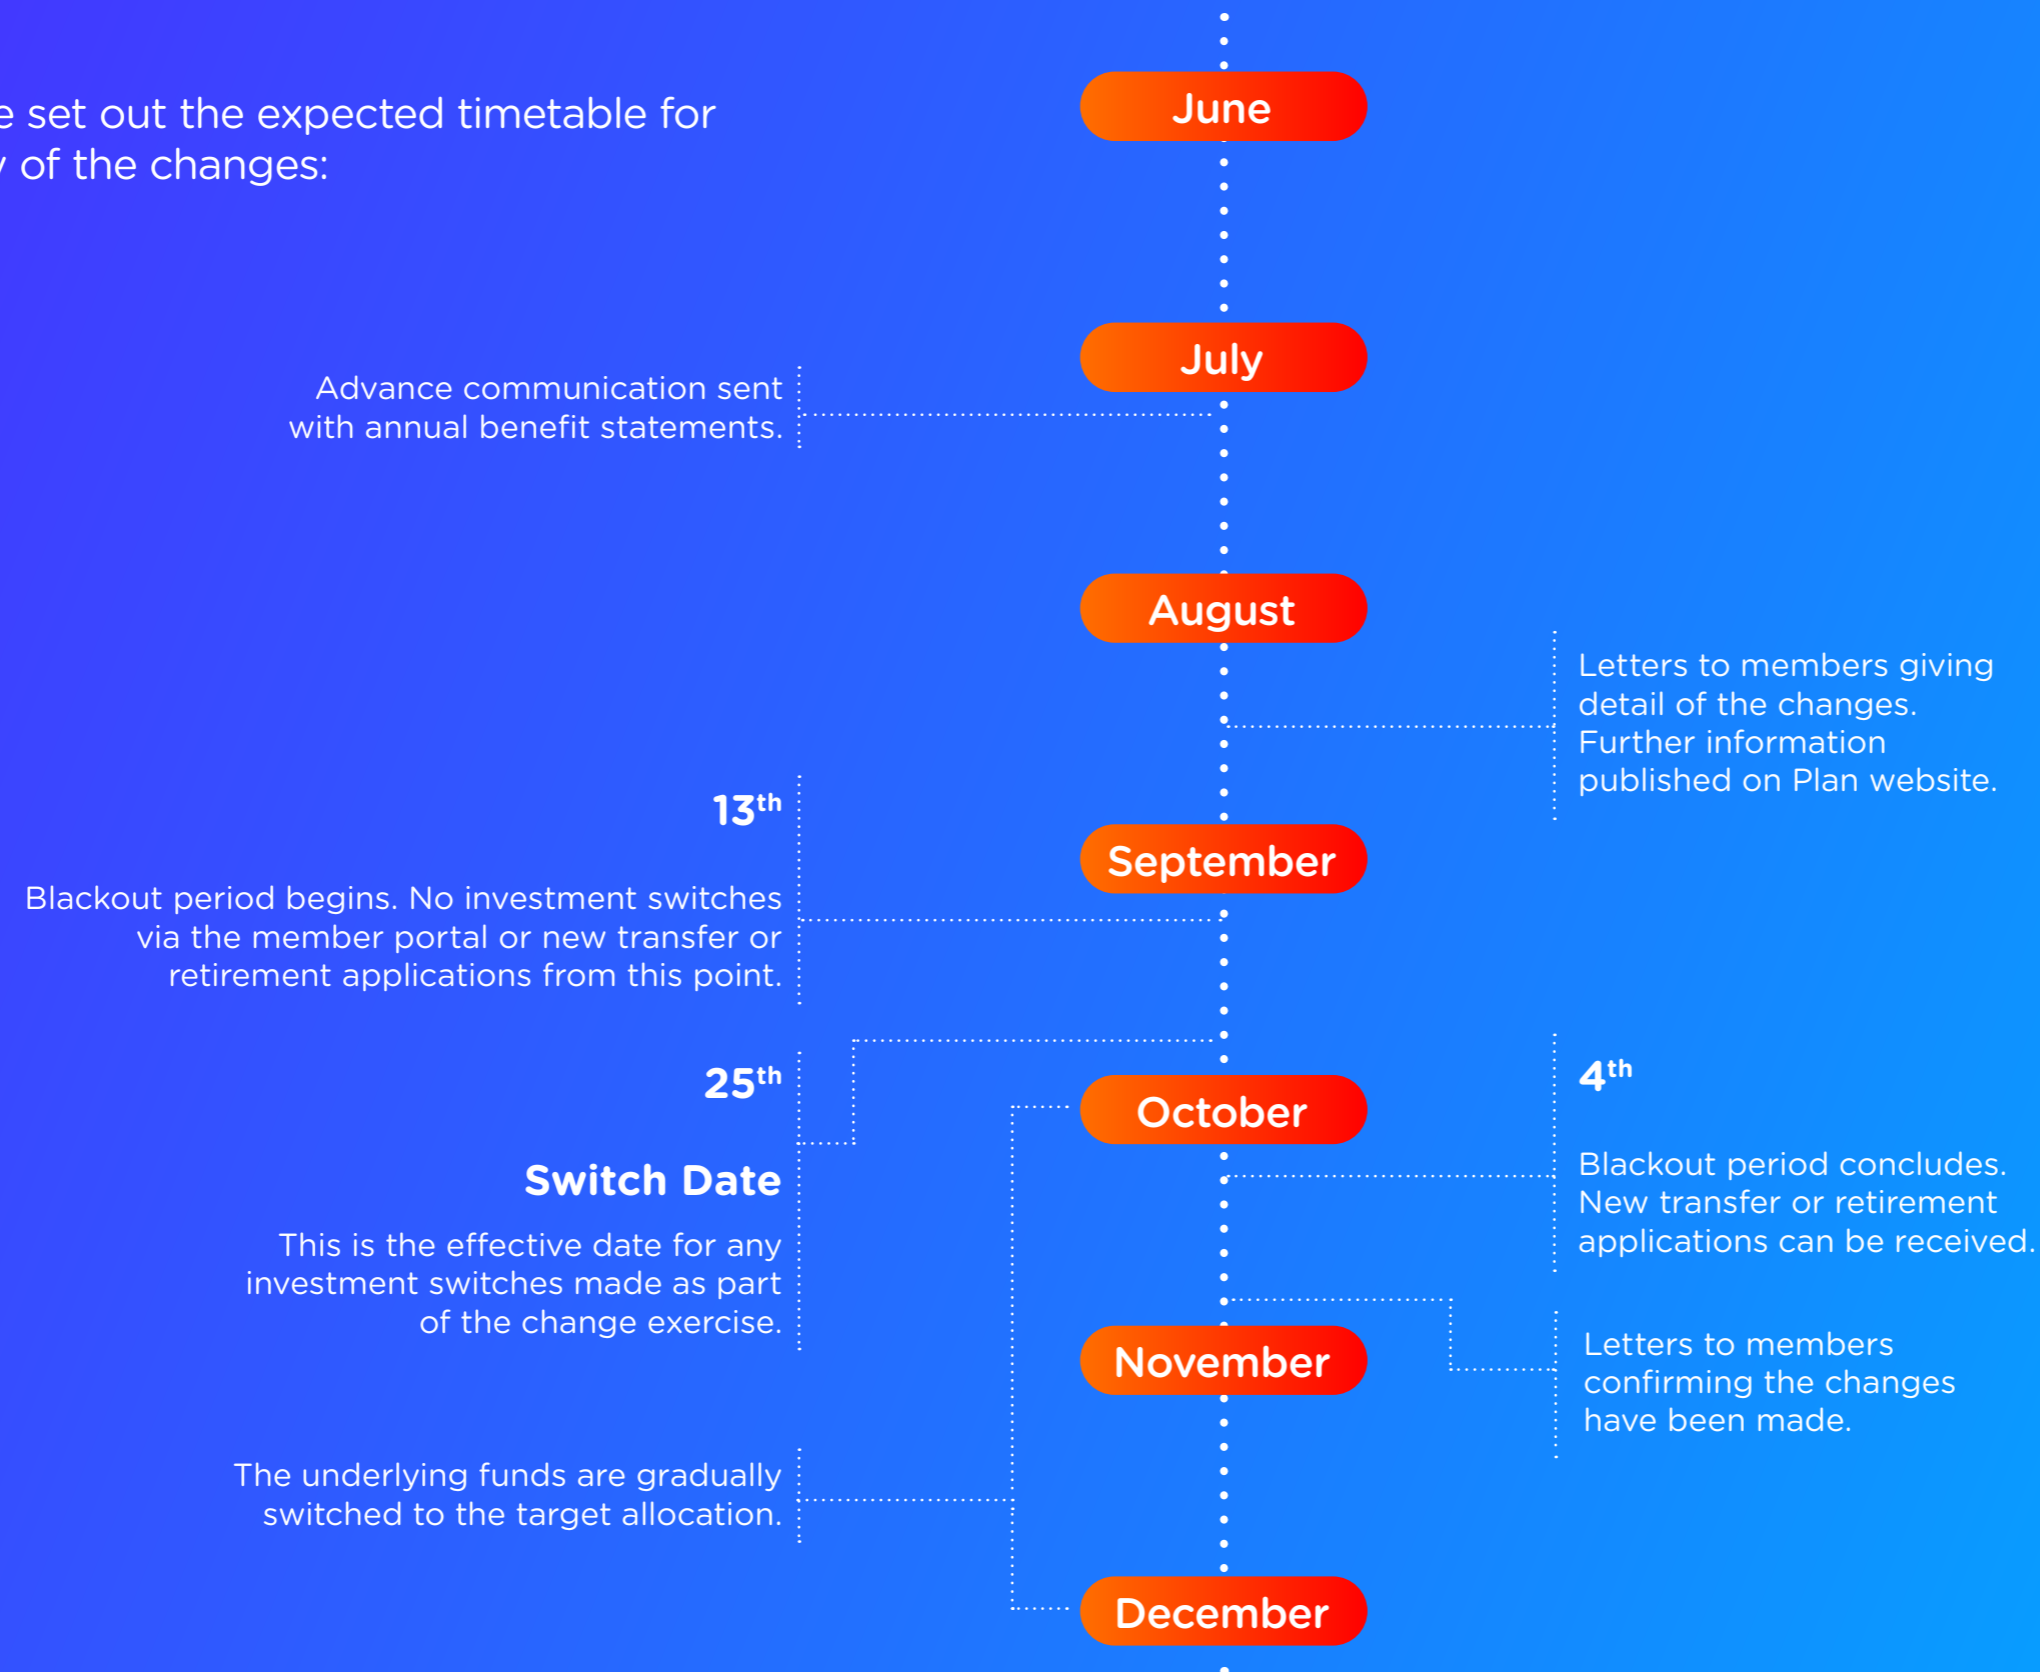 set out the expected timetable for
of the changes:
June
July
Advance communication sent
with annual benefit statements.
August
Letters to members giving
detail of the changes.
Further information
published on Plan website.
13th
September
Blackout period begins. No investment switches
via the member portal or new transfer or
retirement applications from this point.
25th
Switch Date
This is the effective date for any
investment switches made as part
of the change exercise.
October
4th
Blackout period concludes.
New transfer or retirement
applications can be received.
November
Letters to members
confirming the changes
have been made.
The underlying funds are gradually
switched to the target allocation.
December